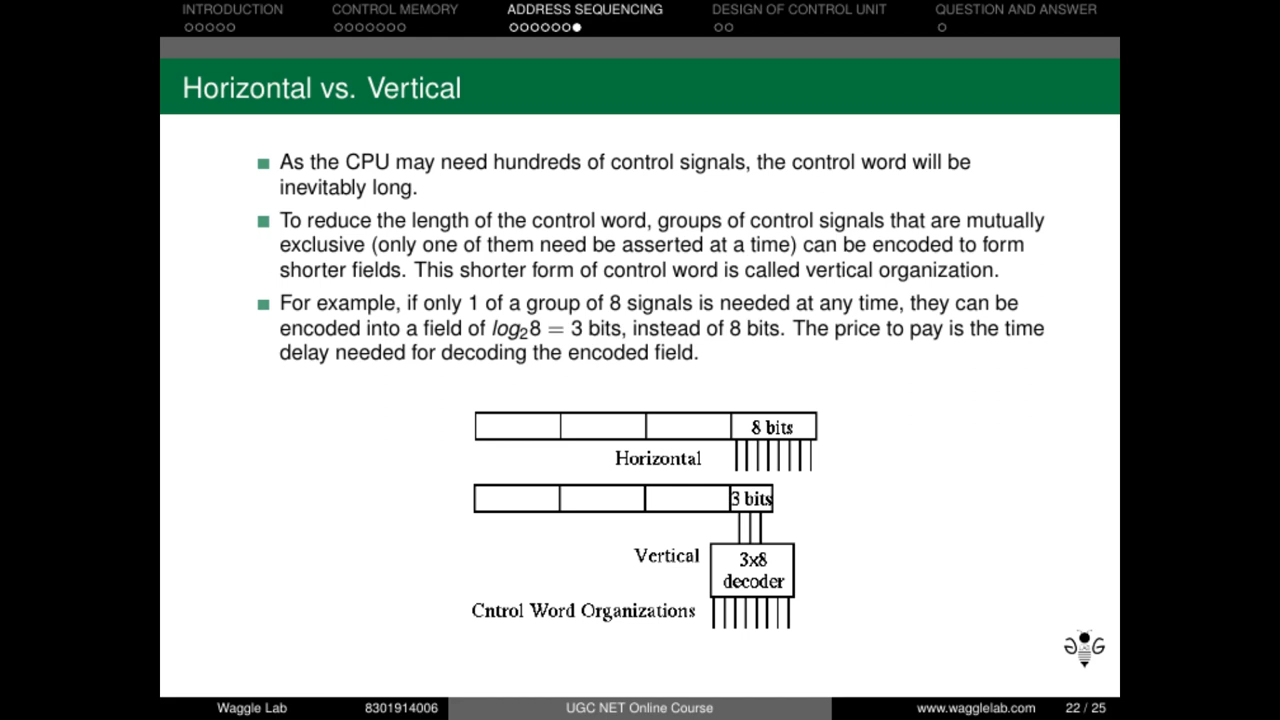 INTRODUCTION CONTROL MEMORY ADDRESS SEQUENCING DESIGN OF CONTROL UNIT QUESTION AND ANSWER
Horizontal vs. Vertical
As the CPU may need hundreds of control signals, the control word will be
inevitably long.
To reduce the length of the control word, groups of control signals that are mutually
exclusive (only one of them need be asserted at a time) can be encoded to form
shorter fields. This shorter form of control word is called vertical organization.
For example, if only 1 of a group of 8 signals is needed at any time, they can be
encoded into a field of log₂8 = 3 bits, instead of 8 bits. The price to pay is the time
delay needed for decoding the encoded field.
8 bits
Horizontal
3 bits
Vertical
3x8
decoder
Cntrol Word Organizations
Waggle Lab 8301914006 UGC NET Online Course www.wagglelab.com 22 / 25